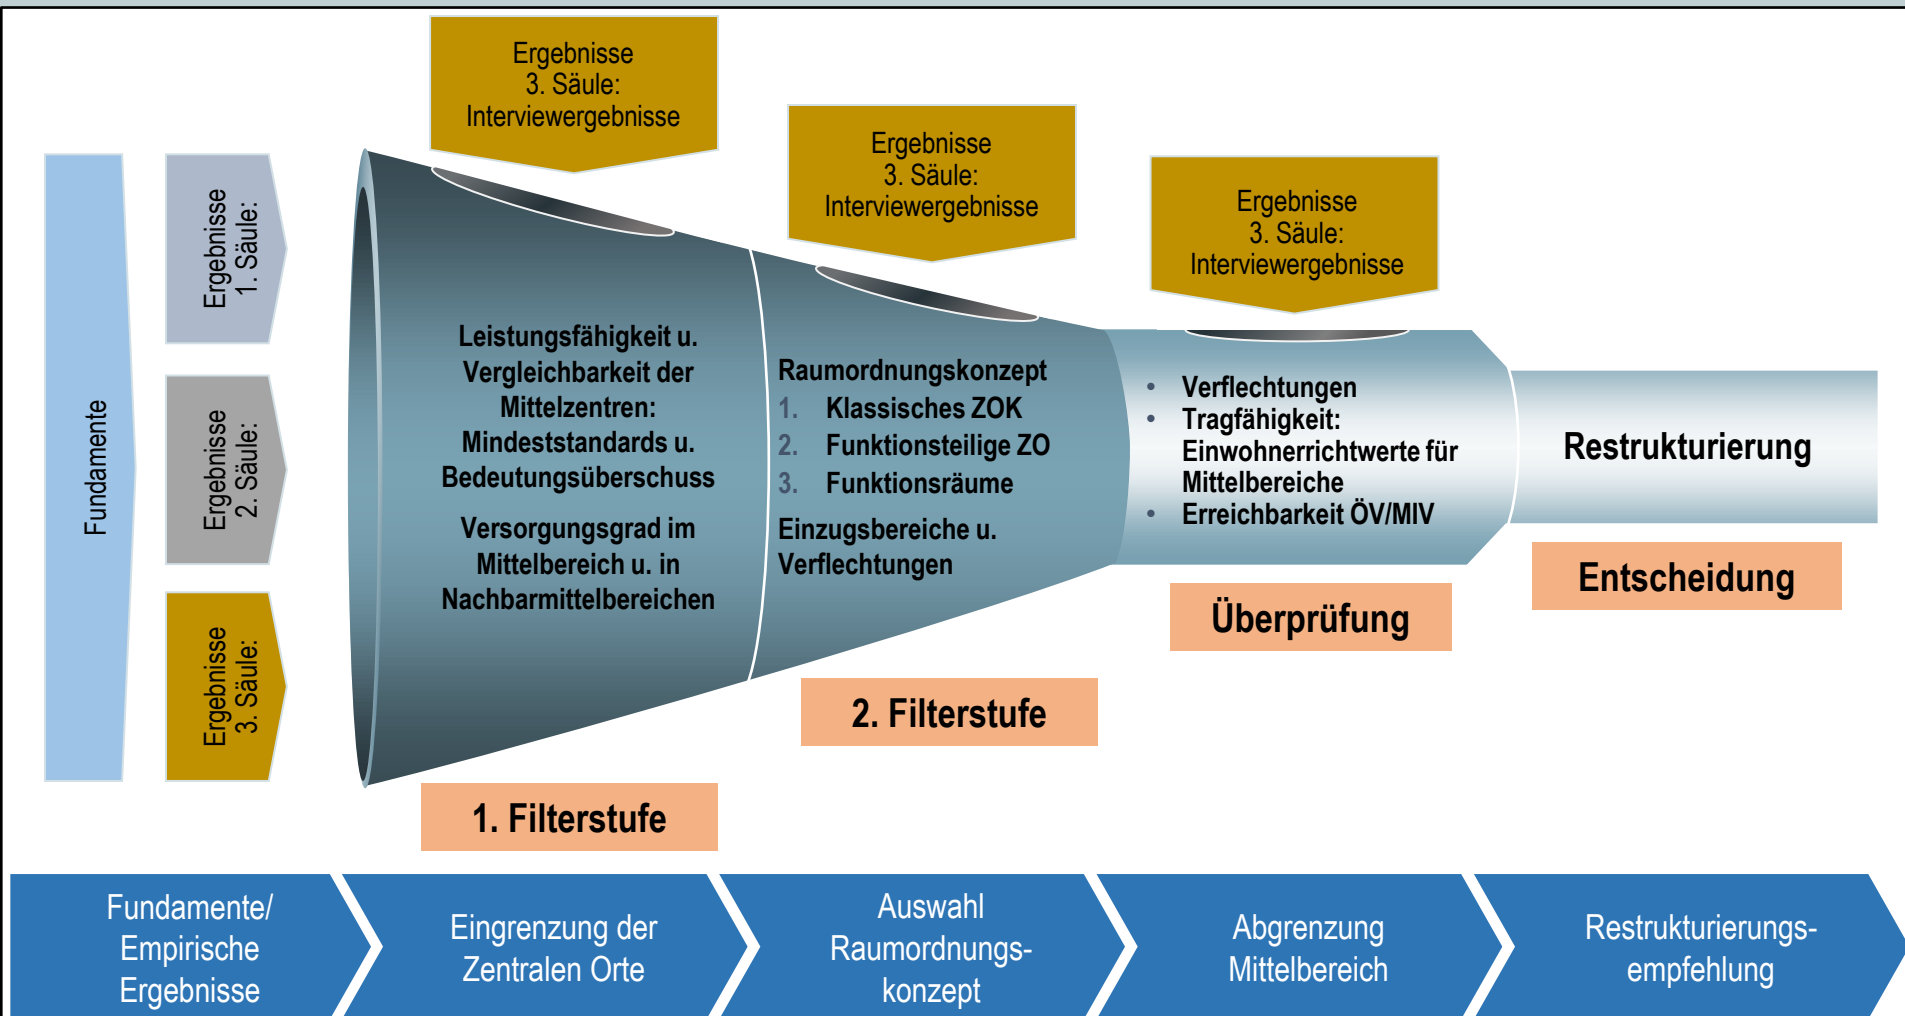 Ergebnisse
3. Säule:
Interviewergebnisse
Ergebnisse
3. Säule:
Interviewergebnisse
Ergebnisse
3. Säule:
Interviewergebnisse
Fundamente
Ergebnisse
1. Säule:
Ergebnisse
2. Säule:
Ergebnisse
3. Säule:
Leistungsfähigkeit u.
Vergleichbarkeit der
Mittelzentren:
Mindeststandards u.
Bedeutungsüberschuss
Versorgungsgrad im
Mittelbereich u. in
Nachbarmittelbereichen
Raumordnungskonzept
1. Klassisches ZOK
2. Funktionsteilige ZO
3. Funktionsräume
Einzugsbereiche u.
Verflechtungen
• Verflechtungen
• Tragfähigkeit:
Einwohnerrichtwerte für
Mittelbereiche
• Erreichbarkeit ÖV/MIV
Restrukturierung
1. Filterstufe
2. Filterstufe
Überprüfung
Entscheidung
Fundamente/
Empirische
Ergebnisse
Eingrenzung der
Zentralen Orte
Auswahl
Raumordnungs-
konzept
Abgrenzung
Mittelbereich
Restrukturierungs-
empfehlung